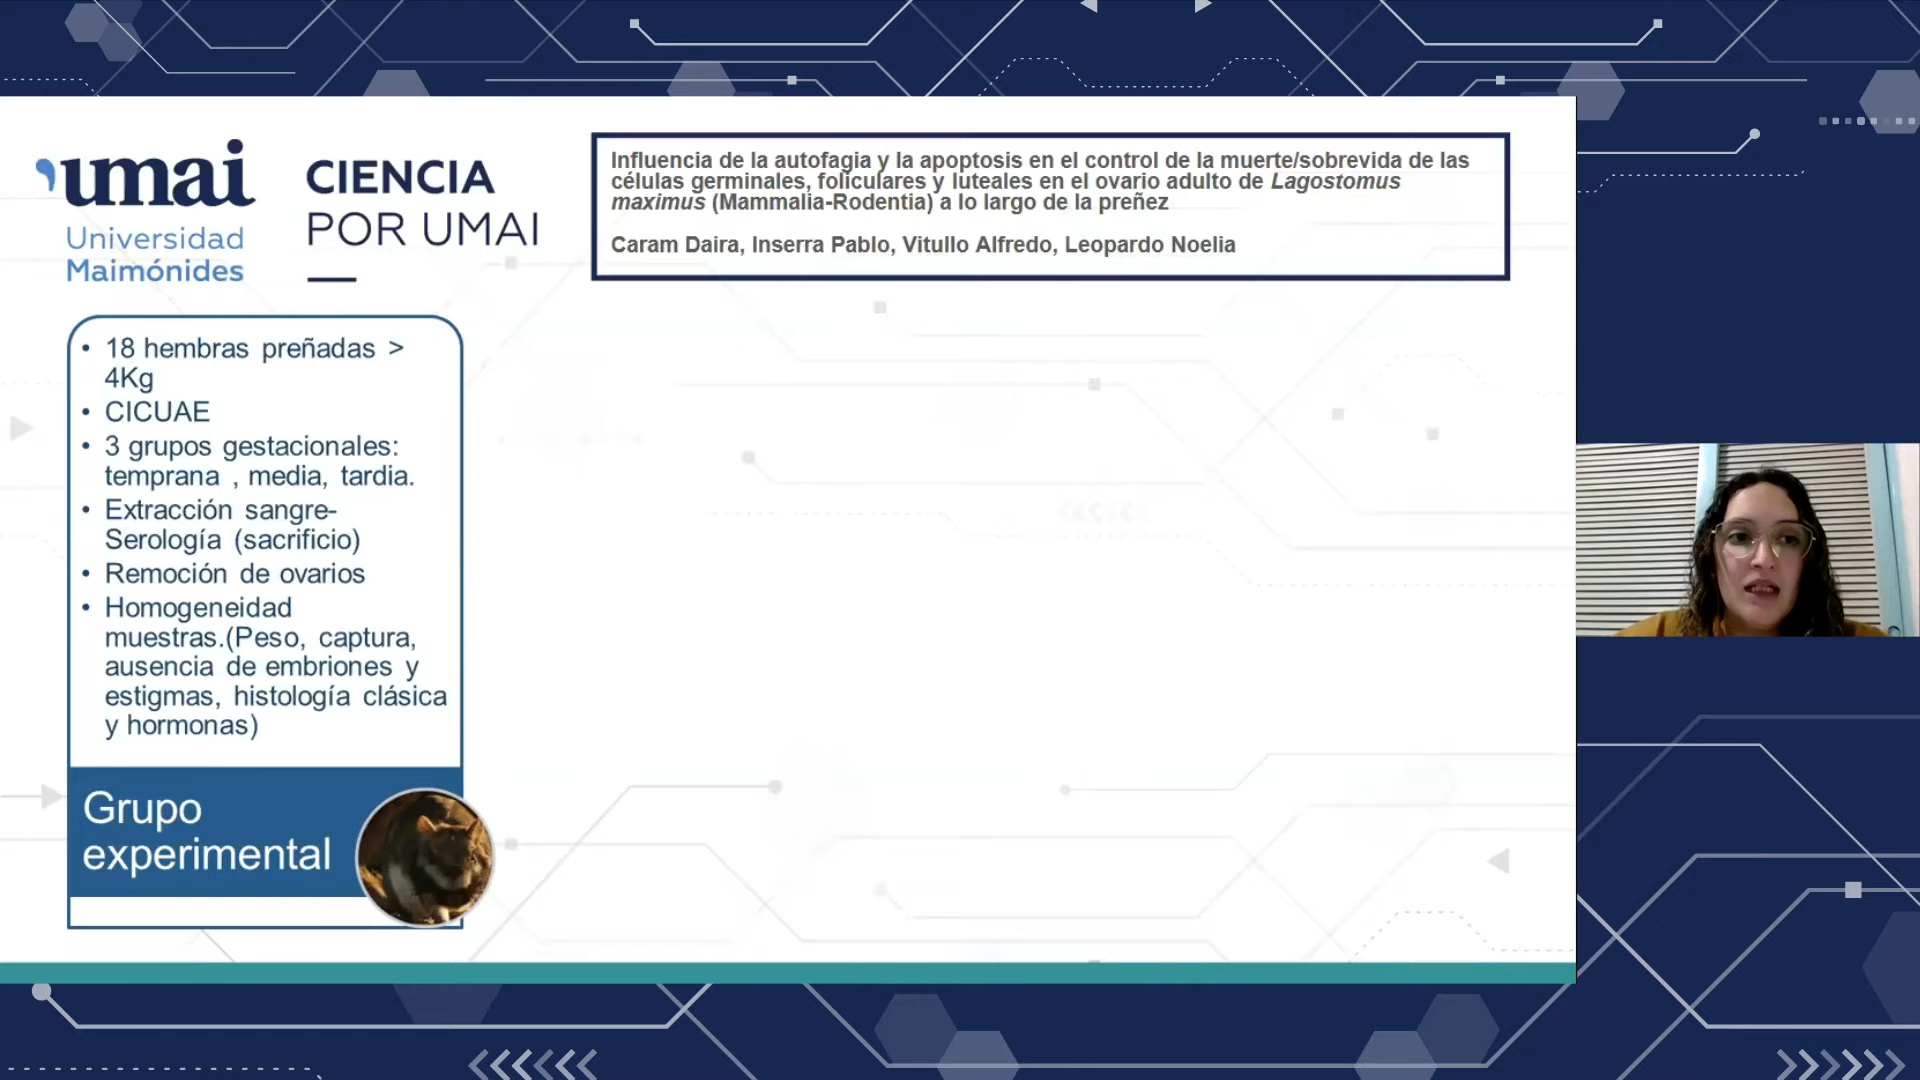 umai
Universidad
Maimónides
CIENCIA
POR UMAI
Influencia de la autofagia y la apoptosis en el control de la muerte/sobrevida de las
células germinales, foliculares y luteales en el ovario adulto de Lagostomus
maximus (Mammalia-Rodentia) a lo largo de la preñez
Caram Daira, Inserra Pablo, Vitullo Alfredo, Leopardo Noelia
• 18 hembras preñadas >
4Kg
• CICUAE
• 3 grupos gestacionales:
temprana , media, tardia.
• Extracción sangre-
Serología (sacrificio)
• Remoción de ovarios
• Homogeneidad
muestras.(Peso, captura,
ausencia de embriones y
estigmas, histología clásica
y hormonas)
Grupo
experimental